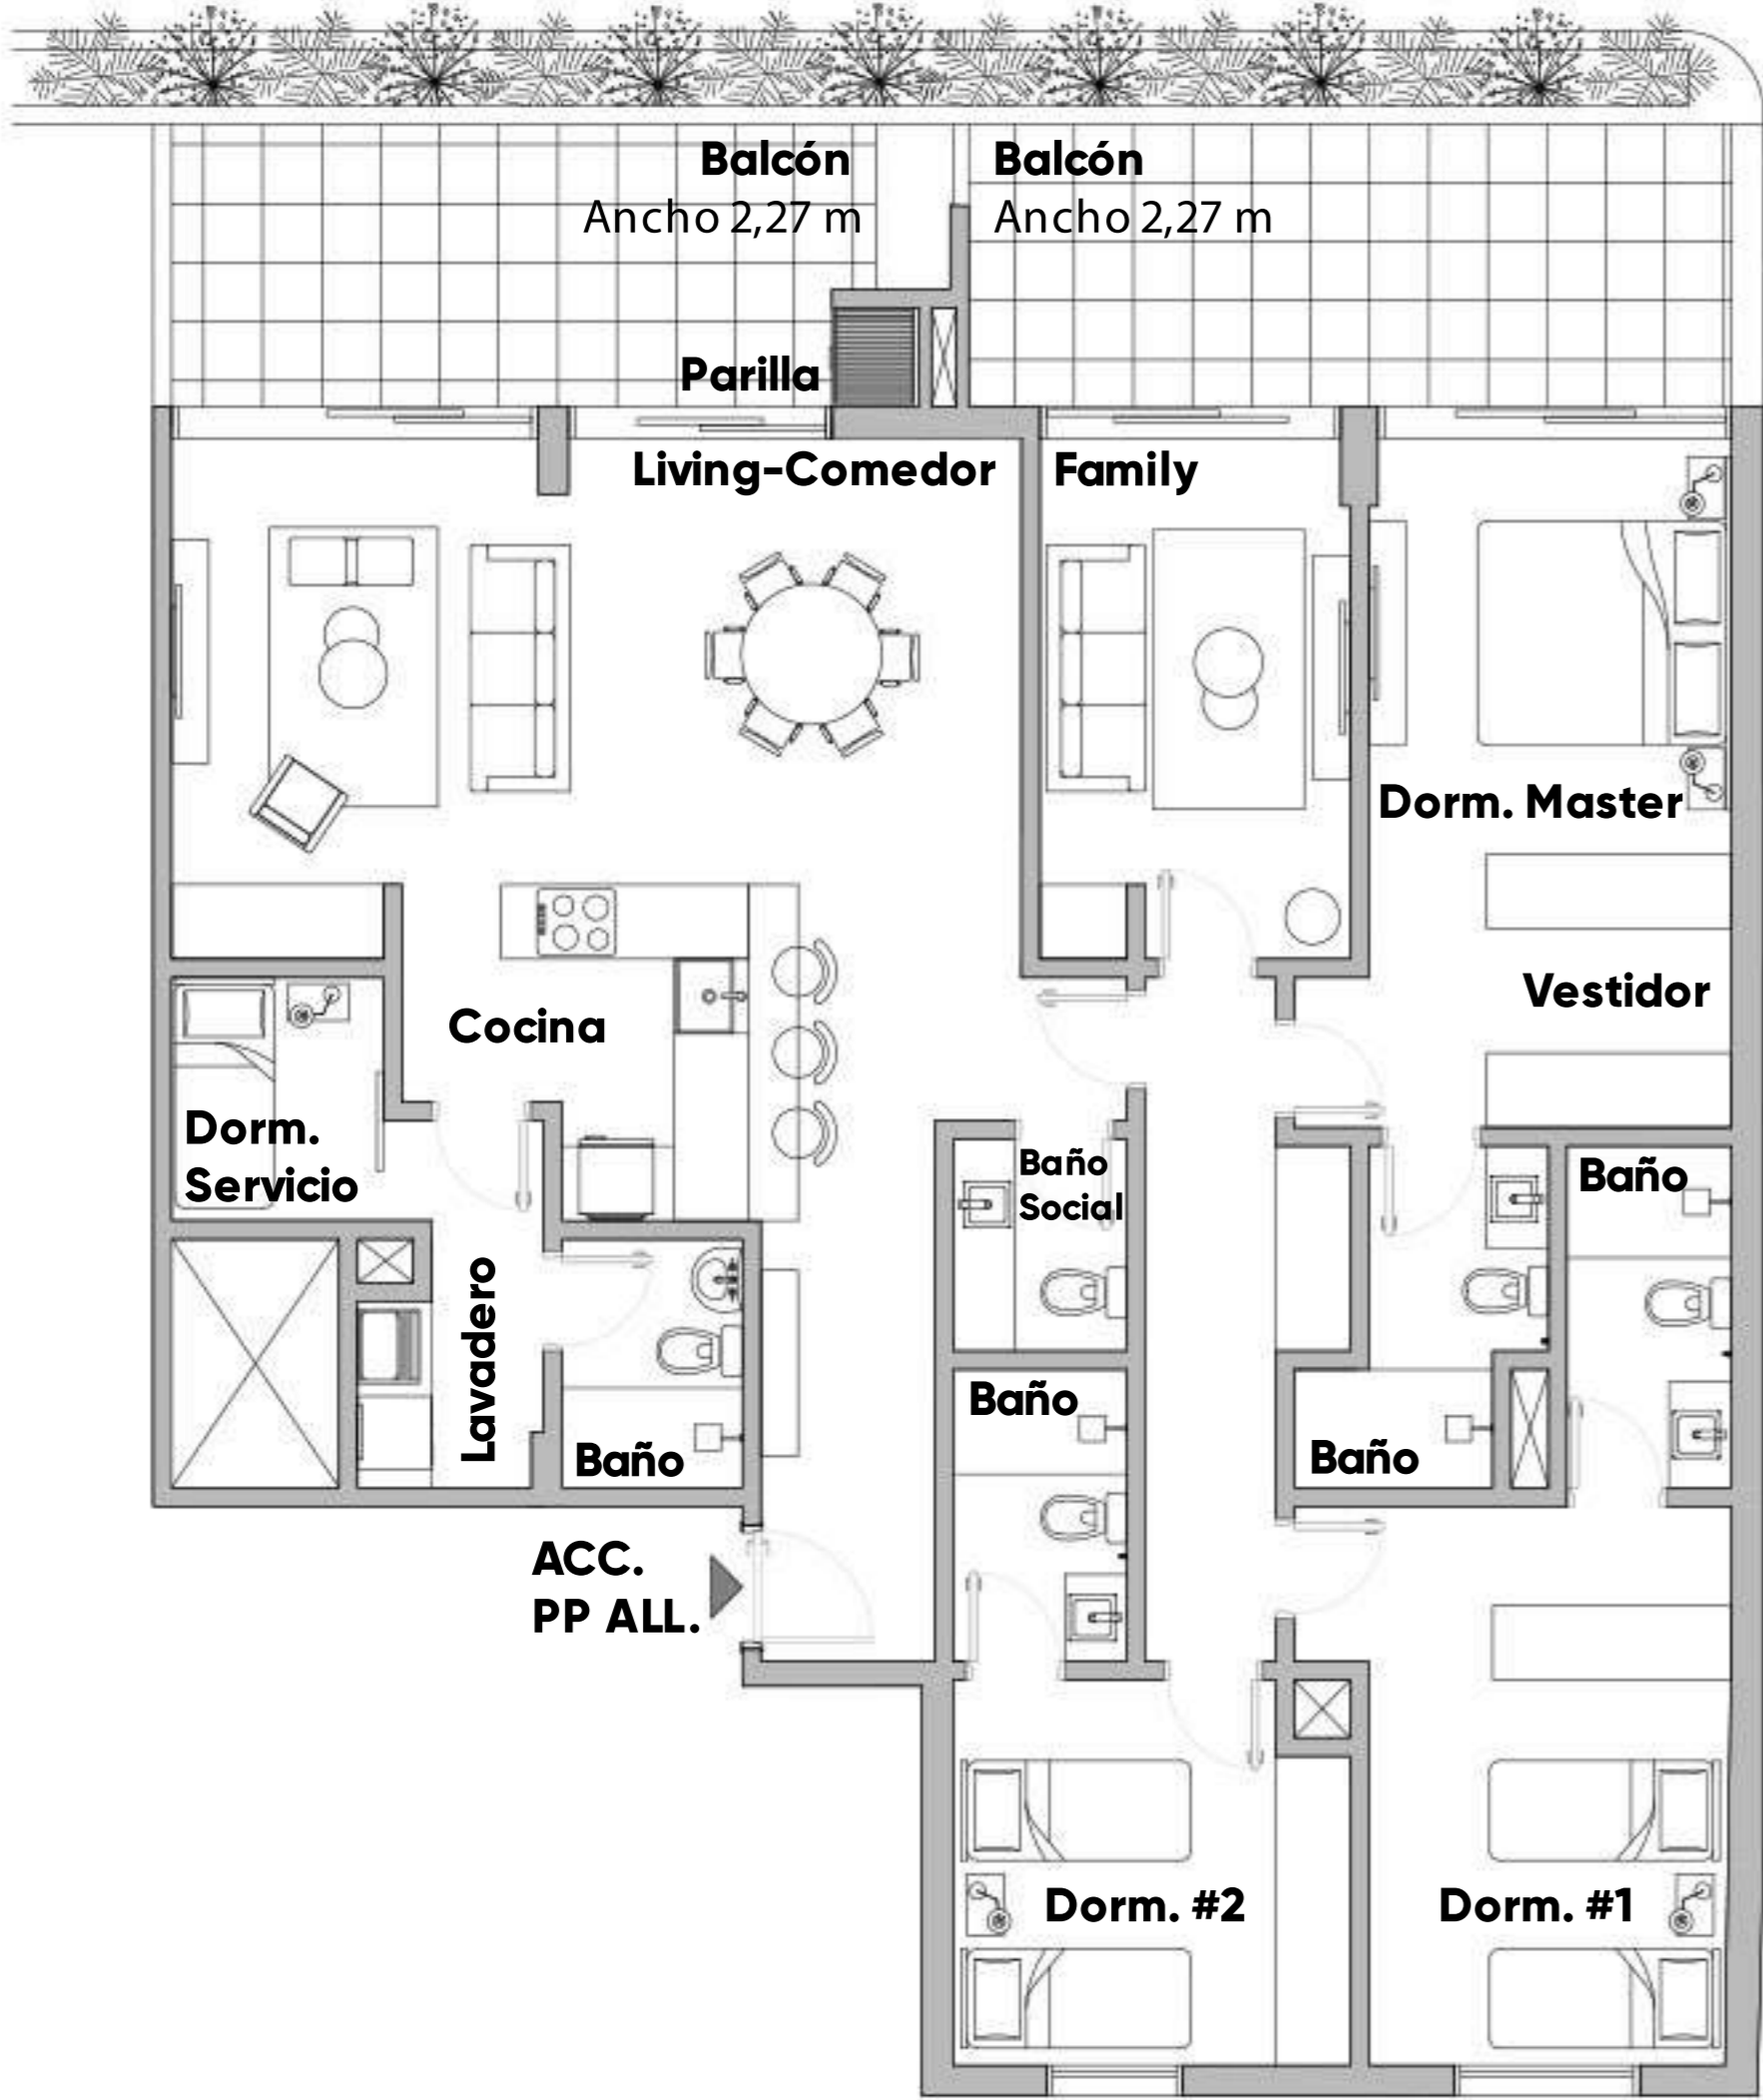 Balcón
Ancho 2,27 m
Balcón
Ancho 2,27 m
Parilla
Living-Comedor
Family
Dorm. Master
Vestidor
Cocina
Dorm.
Servicio
Baño
Social
Baño
Lavadero
Baño
Baño
Baño
ACC.
PP ALL.
Dorm. #2
Dorm. #1